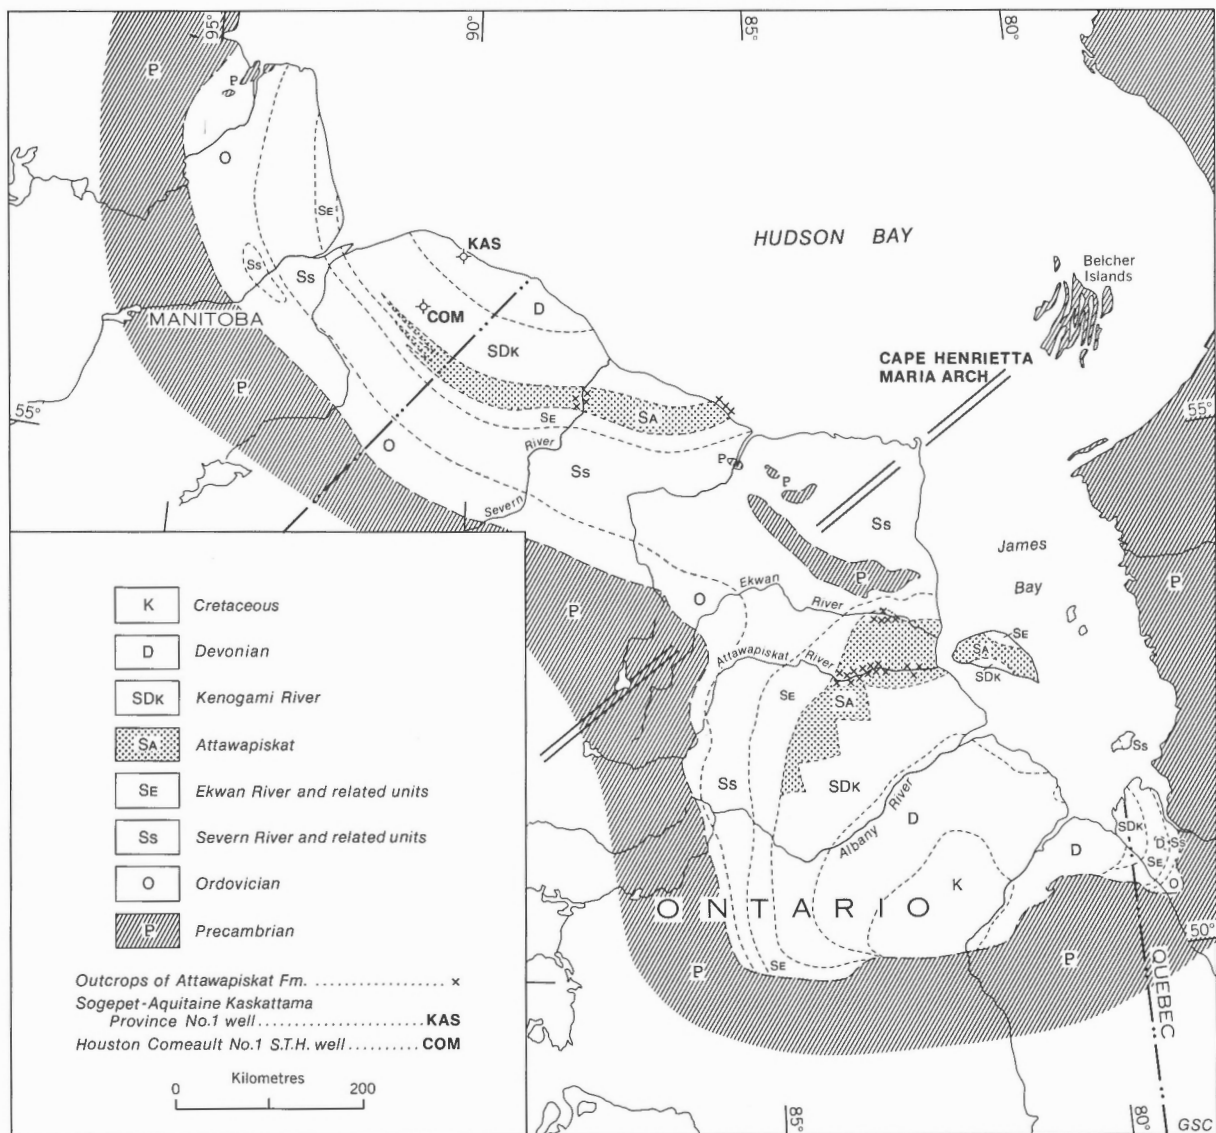 95°
90°
85°
80°
P
P
O
SE
KAS
HUDSON BAY
Belcher
Islands
Ss
Ss
COM
D
MANITOBA
SDK
CAPE HENRIETTA
MARIA ARCH
P
55°
SA
55°
SE
O
River
Ss
P
P
Severn
Ss
James
Bay
P
P
Ekwan
River
O
P
SE
Attawapiskat River
SA
SDK
SE
SA
Ss
Ss
SDK
Albany River
D
SDK
D
Ss
SE
D
O
K
ONTARIO
50°
P
P
SE
QUEBEC
85°
80°
GSC
K Cretaceous
D Devonian
SDK Kenogami River
SA Attawapiskat
SE Ekwan River and related units
Ss Severn River and related units
O Ordovician
P Precambrian
Outcrops of Attawapiskat Fm. .................. x
Sogepet-Aquitaine Kaskattama
Province No.1 well .................. KAS
Houston Comeault No.1 S.T.H. well .......... COM
Kilometres
0 200